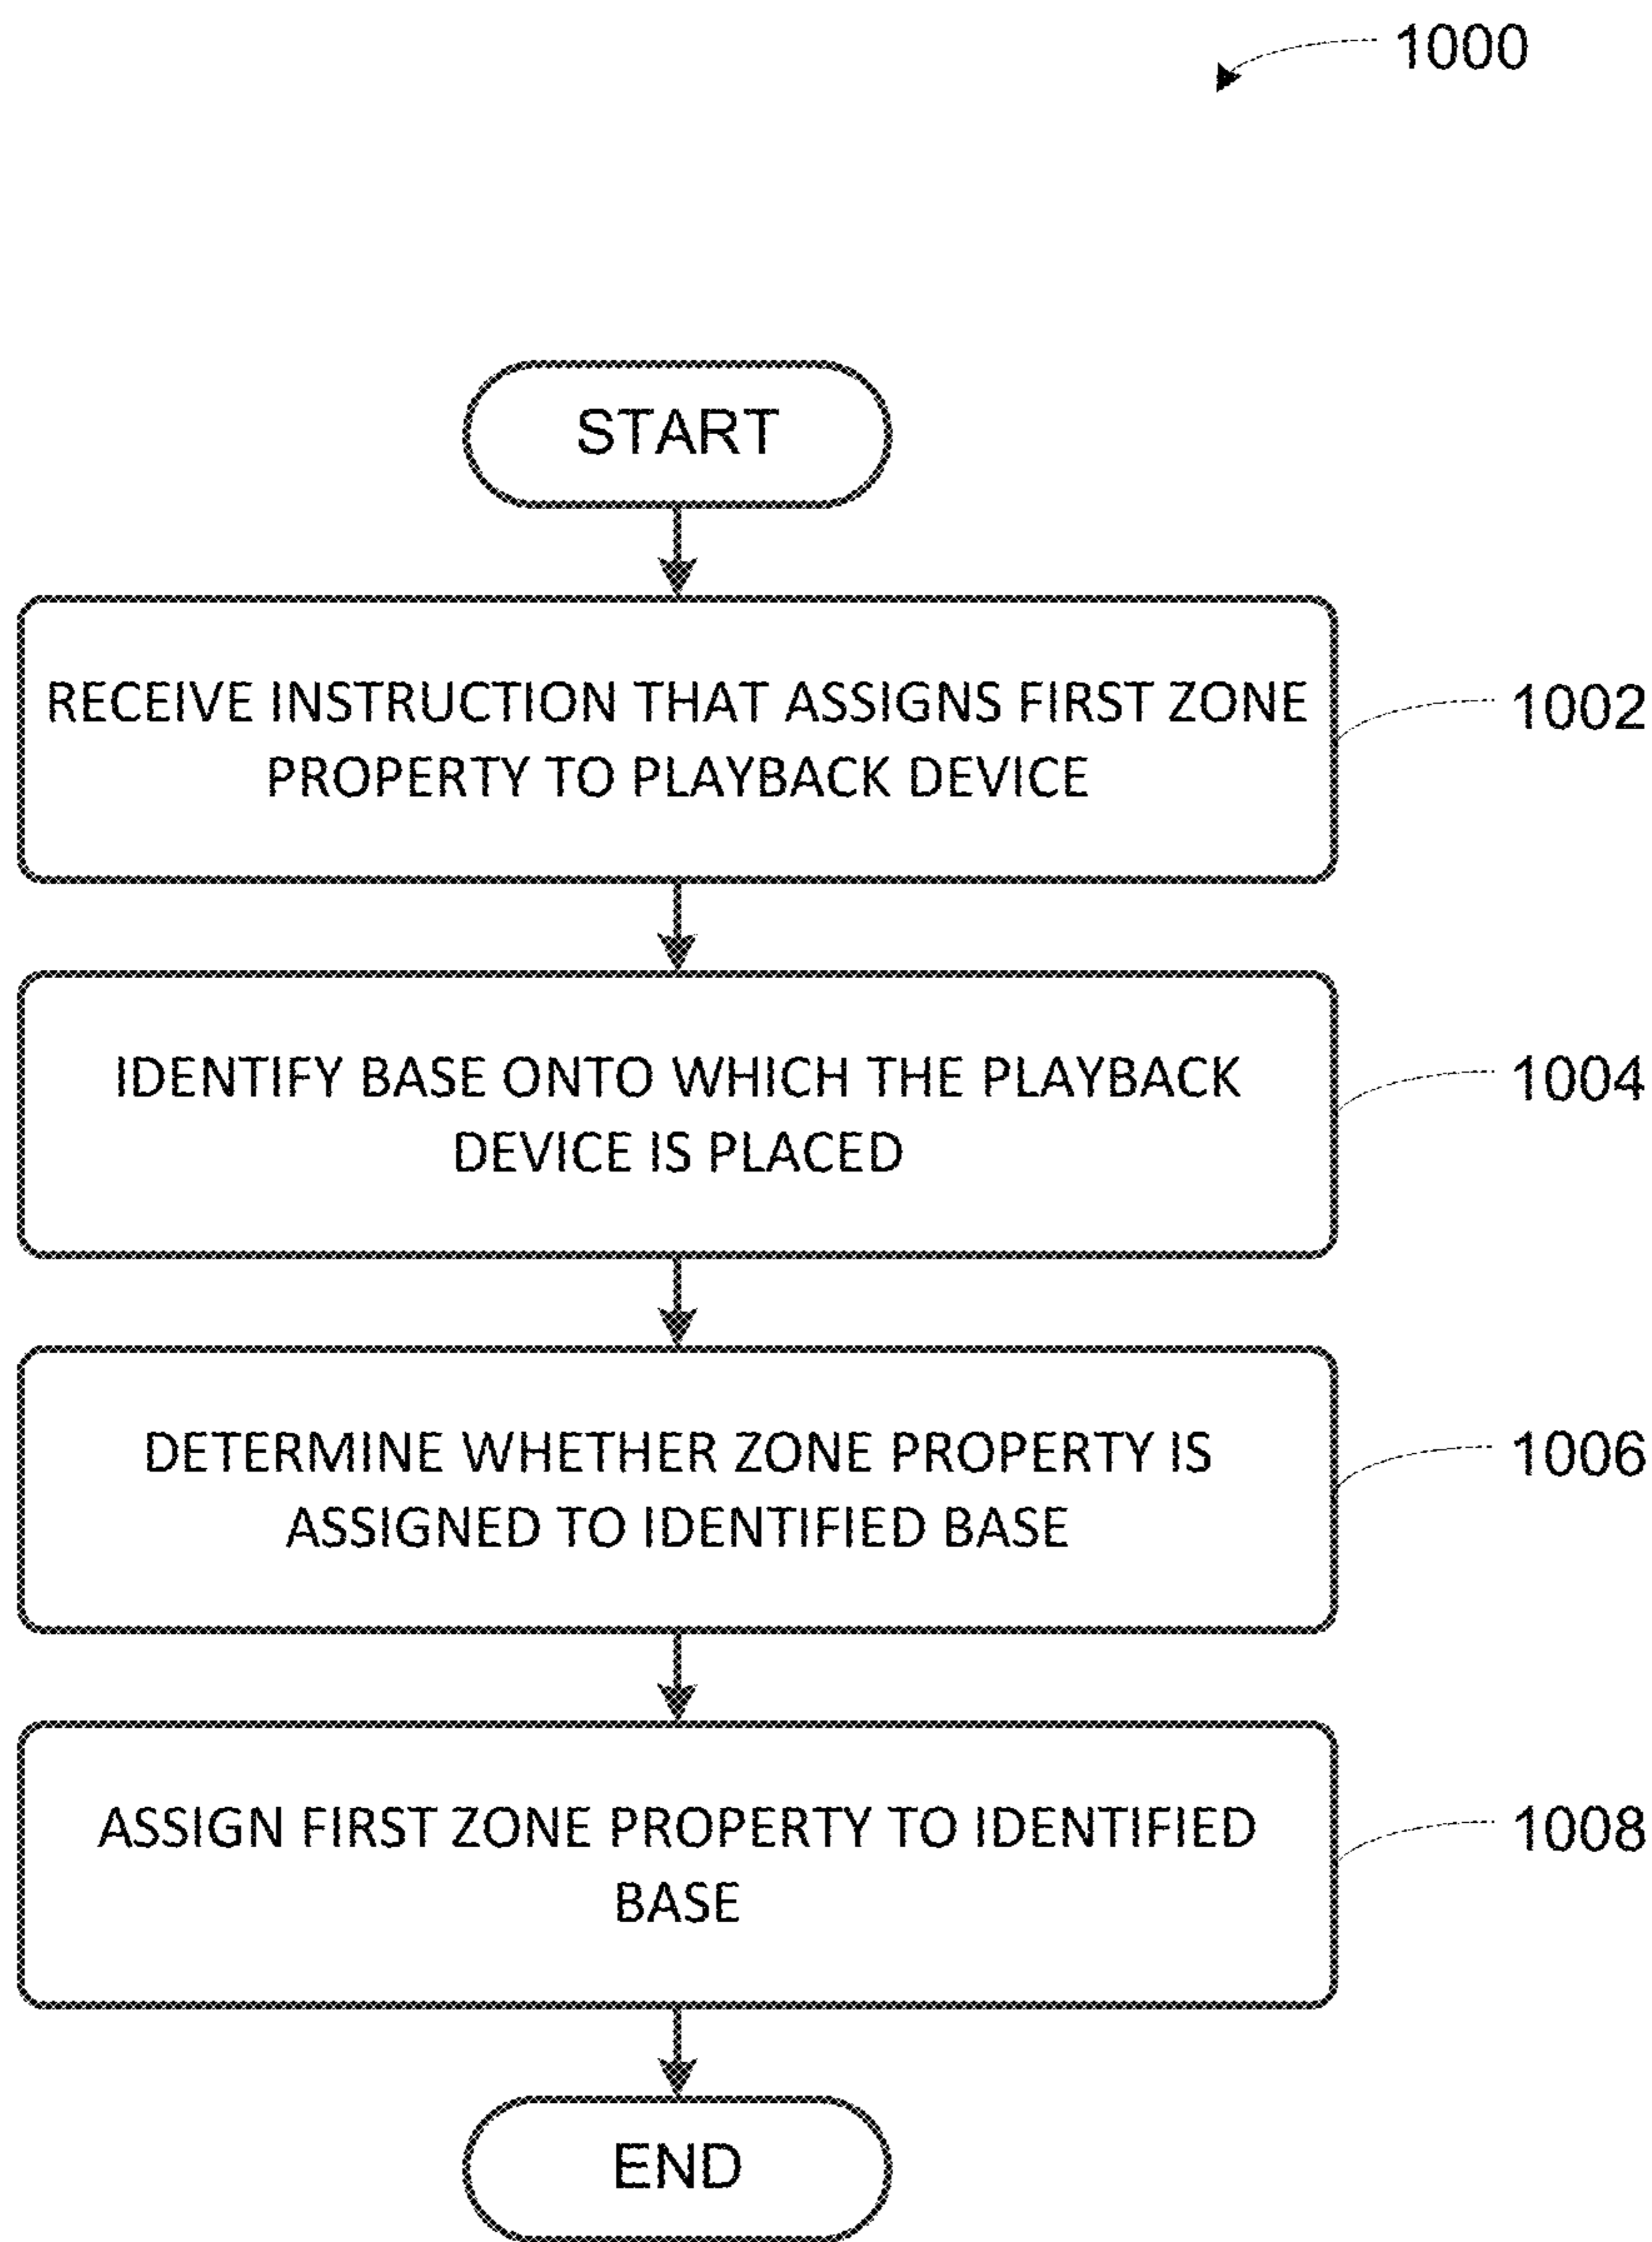 1000
START
RECEIVE INSTRUCTION THAT ASSIGNS FIRST ZONE
PROPERTY TO PLAYBACK DEVICE
1002
IDENTIFY BASE ONTO WHICH THE PLAYBACK
DEVICE IS PLACED
1004
DETERMINE WHETHER ZONE PROPERTY IS
ASSIGNED TO IDENTIFIED BASE
1006
ASSIGN FIRST ZONE PROPERTY TO IDENTIFIED
BASE
1008
END